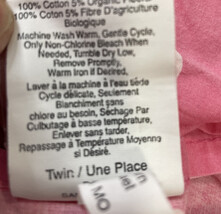 100% Cotton 5% Organic
100% Coton 5% Fibre D'agriculture
Biologique
Machine Wash Warm, Gentle Cycle,
Only Non-Chlorine Bleach When
Needed, Tumble Dry Low,
Remove Promptly,
Warm Iron if Desired,
Laver à la machine à l'eau tiède
Cycle délicate, Seulement
Blanchiment sans
chlore au besoin, Séchage Par
Culbutage à basse température,
Enlever sans tarder,
Repassage à Température Moyenne
si Désiré.
Twin / Une Place
MO